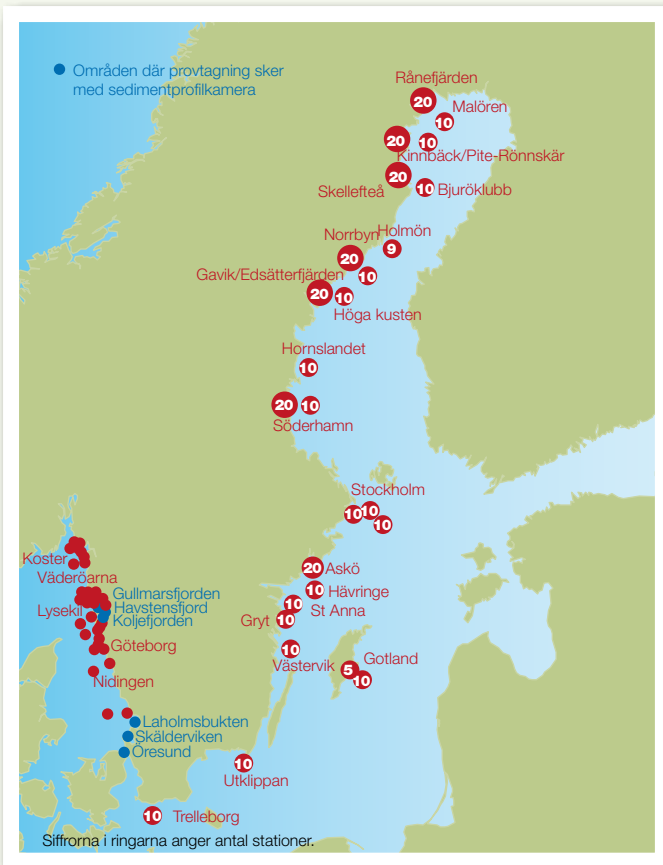 Områden där provtagning sker
med sedimentprofilkamera
Rånefjärden
20
Malören
10
20
10
Kinnbäck/Pite-Rönnskär
20
Skellefteå
10 Bjuröklubb
Norrbyn
Holmön
9
20
Gavik/Edsätterfjärden
10
20
10
Höga kusten
Hornslandet
10
20
10
Söderhamn
Stockholm
10
10
10
20 Askö
10 Hävringe
10
St Anna
Gryt
10
10
Västervik
Gotland
5
10
Koster
Väderöarna
Gullmarsfjorden
Lysekil
Havstensfjord
Koljefjorden
Göteborg
Nidingen
Laholmsbukten
Skälderviken
Öresund
10
Utklippan
10 Trelleborg
Siffrorna i ringarna anger antal stationer.